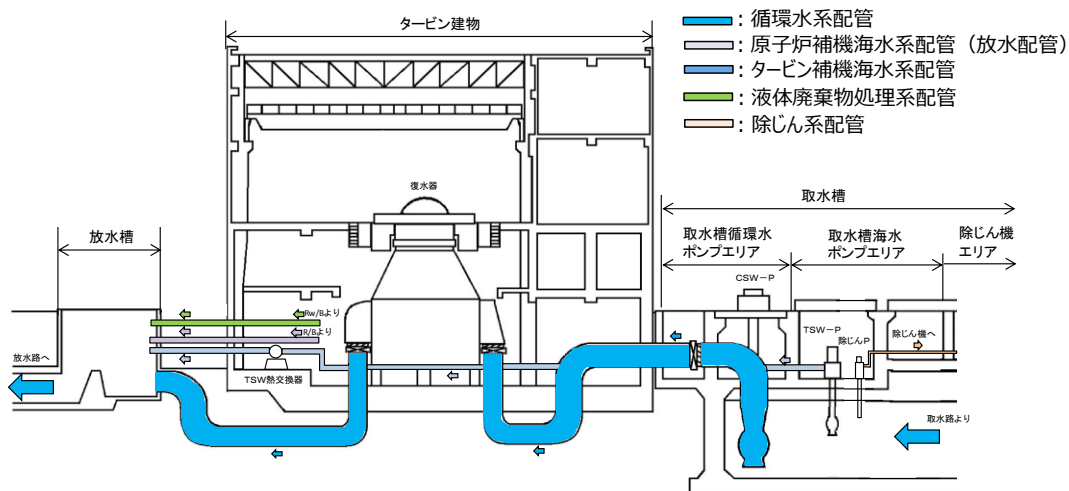 タービン建物
：循環水系配管
：原子炉補機海水系配管（放水配管）
：タービン補機海水系配管
：液体廃棄物処理系配管
：除じん系配管
復水器
取水槽
放水槽
取水槽循環水
ポンプエリア
取水槽海水
ポンプエリア
除じん機
エリア
CSW－P
Rw/Bより
R/Bより
TSW－P
除じんP
除じん機へ
放水路へ
TSW熱交換器
取水路より